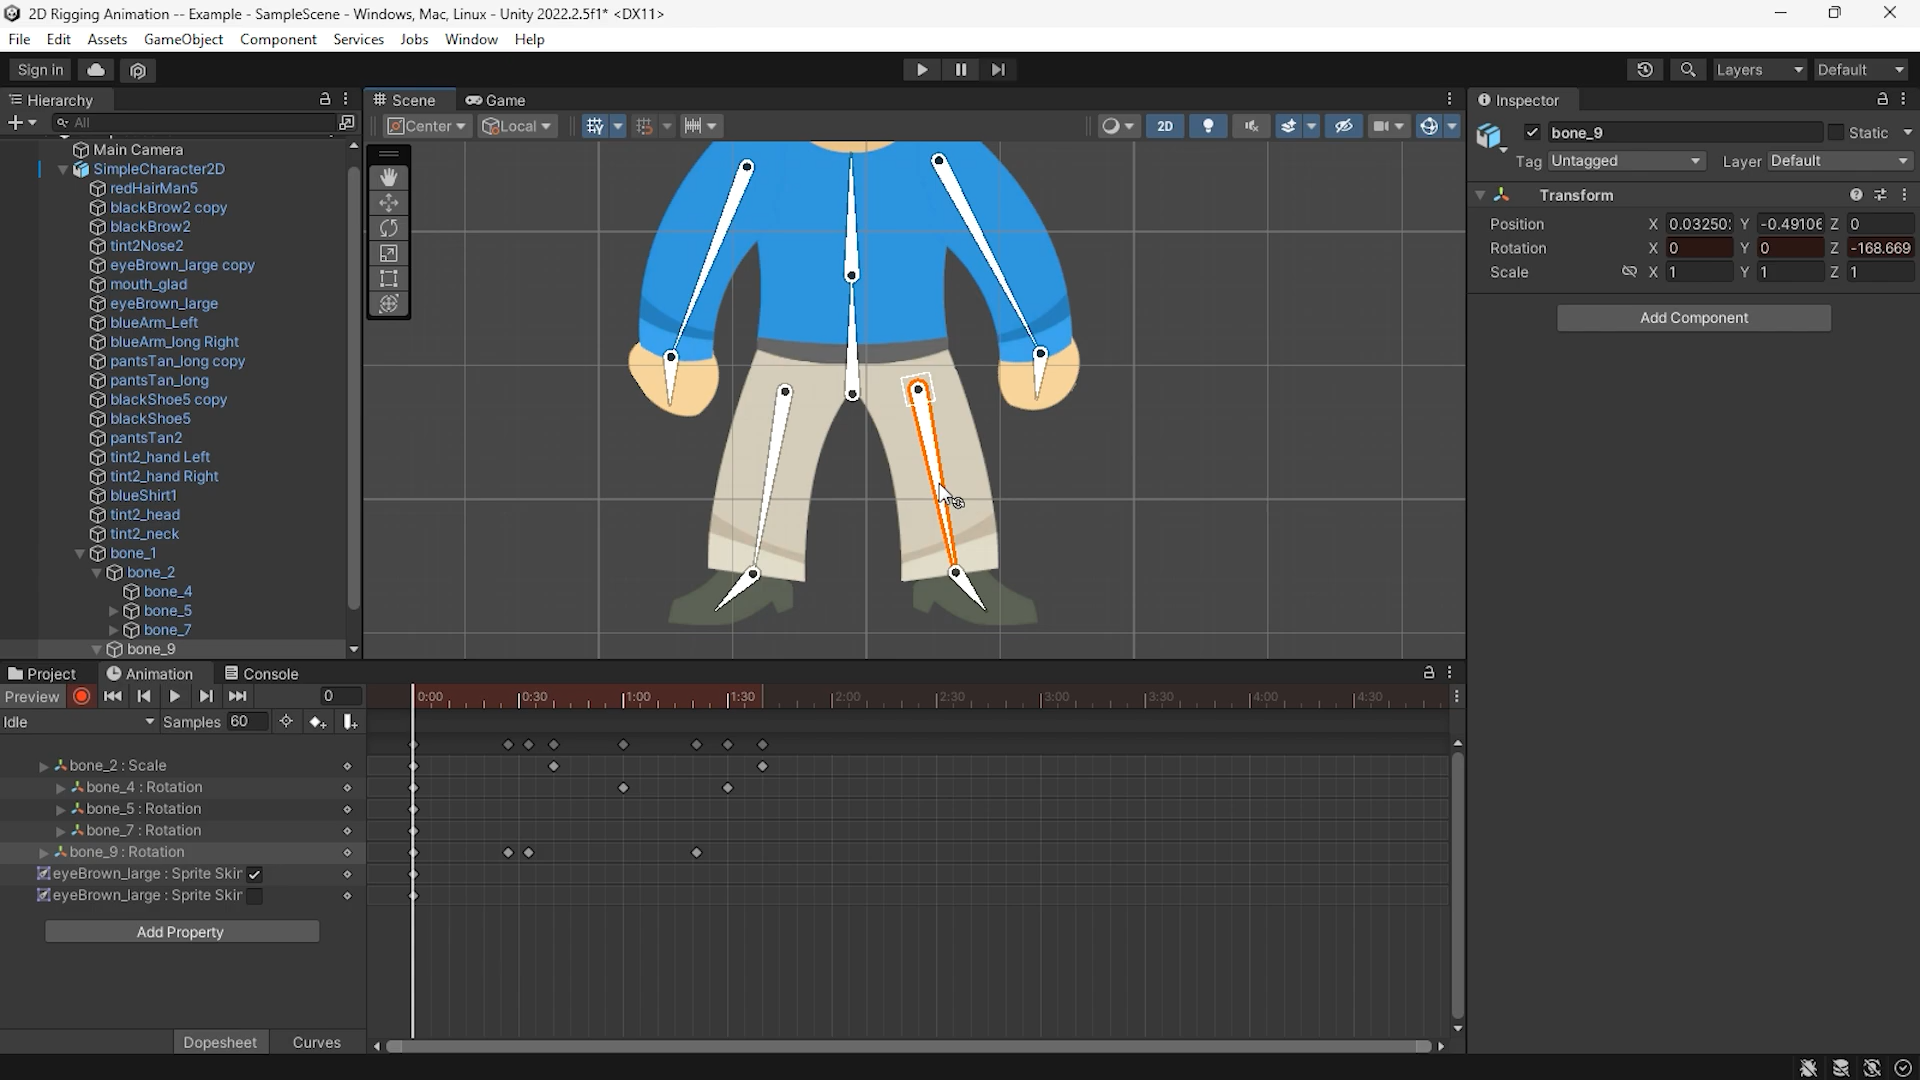 2D Rigging Animation -- Example - SampleScene - Windows, Mac, Linux - Unity 2022.2.5f1* <DX11>
File Edit Assets GameObject Component Services Jobs Window Help
Sign in Layers Default
Hierarchy
All
Main Camera
SimpleCharacter2D
redHairMan5
blackBrow2 copy
blackBrow2
tint2Nose2
eyeBrown_large copy
mouth_glad
eyeBrown_large
blueArm_Left
blueArm_long Right
pantsTan_long copy
pantsTan_long
blackShoe5 copy
blackShoe5
pantsTan2
tint2_hand Left
tint2_hand Right
blueShirt1
tint2_head
tint2_neck
bone_1
bone_2
bone_4
bone_5
bone_7
bone_9
Scene Game
Center Local 2D
Inspector
bone_9 Static
Tag Untagged Layer Default
Transform
Position X 0.03250 Y -0.49106 Z 0
Rotation X 0 Y 0 Z -168.669
Scale X 1 Y 1 Z 1
Add Component
Project Animation Console
Preview 0 0:00 0:30 1:00 1:30 2:00 2:30 3:00 3:30 4:00 4:30
Idle Samples 60
bone_2 : Scale
bone_4 : Rotation
bone_5 : Rotation
bone_7 : Rotation
bone_9 : Rotation
eyeBrown_large : Sprite Skir
eyeBrown_large : Sprite Skir
Add Property
Dopesheet Curves